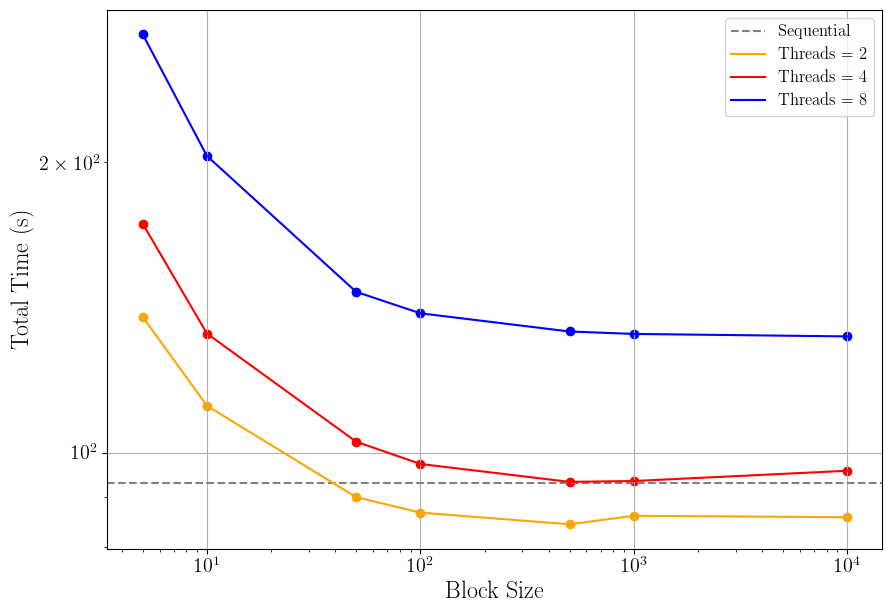 Sequential
Threads = 2
Threads = 4
Threads = 8
2 × 10²
10²
Total Time (s)
10¹ 10² 10³ 10⁴
Block Size